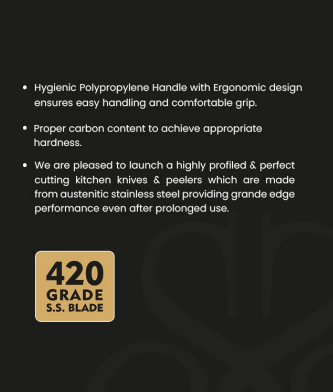 • Hygienic Polypropylene Handle with Ergonomic design
ensures easy handling and comfortable grip.
• Proper carbon content to achieve appropriate
hardness.
• We are pleased to launch a highly profiled & perfect
cutting kitchen knives & peelers which are made
from austenitic stainless steel providing grande edge
performance even after prolonged use.
420
GRADE
S.S. BLADE